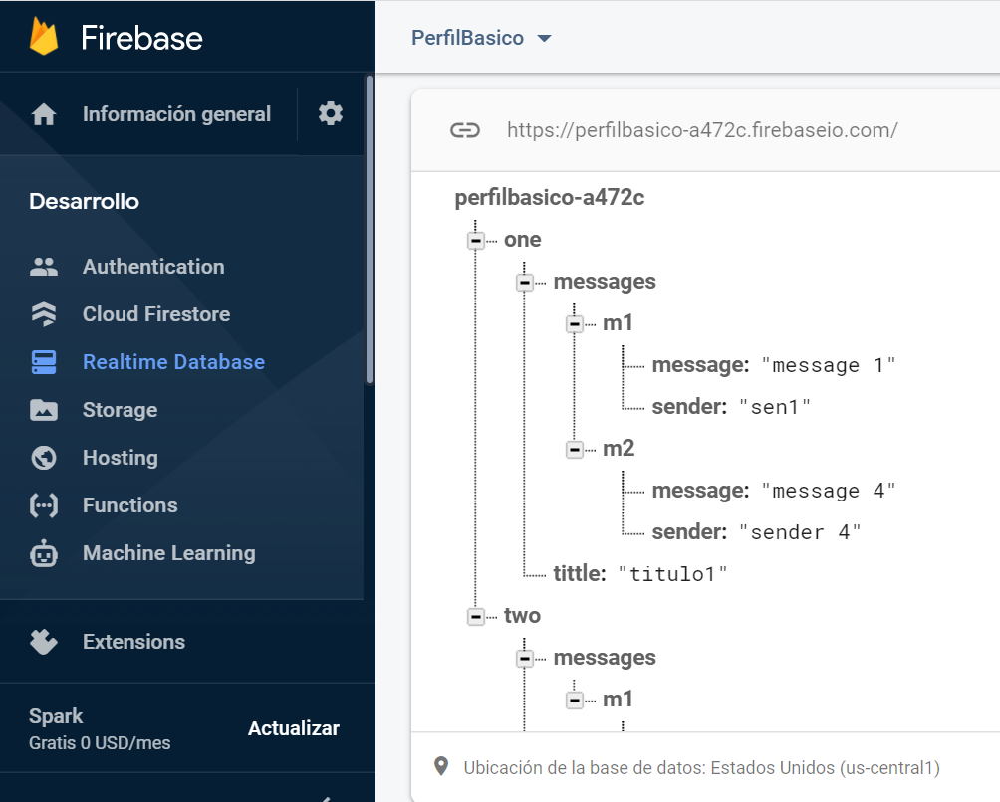 Firebase
Información general
Desarrollo
Authentication
Cloud Firestore
Realtime Database
Storage
Hosting
Functions
Machine Learning
Extensions
Spark
Gratis 0 USD/mes
Actualizar
PerfilBasico
https://perfilbasico-a472c.firebaseio.com/
perfilbasico-a472c
one
messages
m1
message: "message 1"
sender: "sen1"
m2
message: "message 4"
sender: "sender 4"
tittle: "titulo1"
two
messages
m1
Ubicación de la base de datos: Estados Unidos (us-central1)